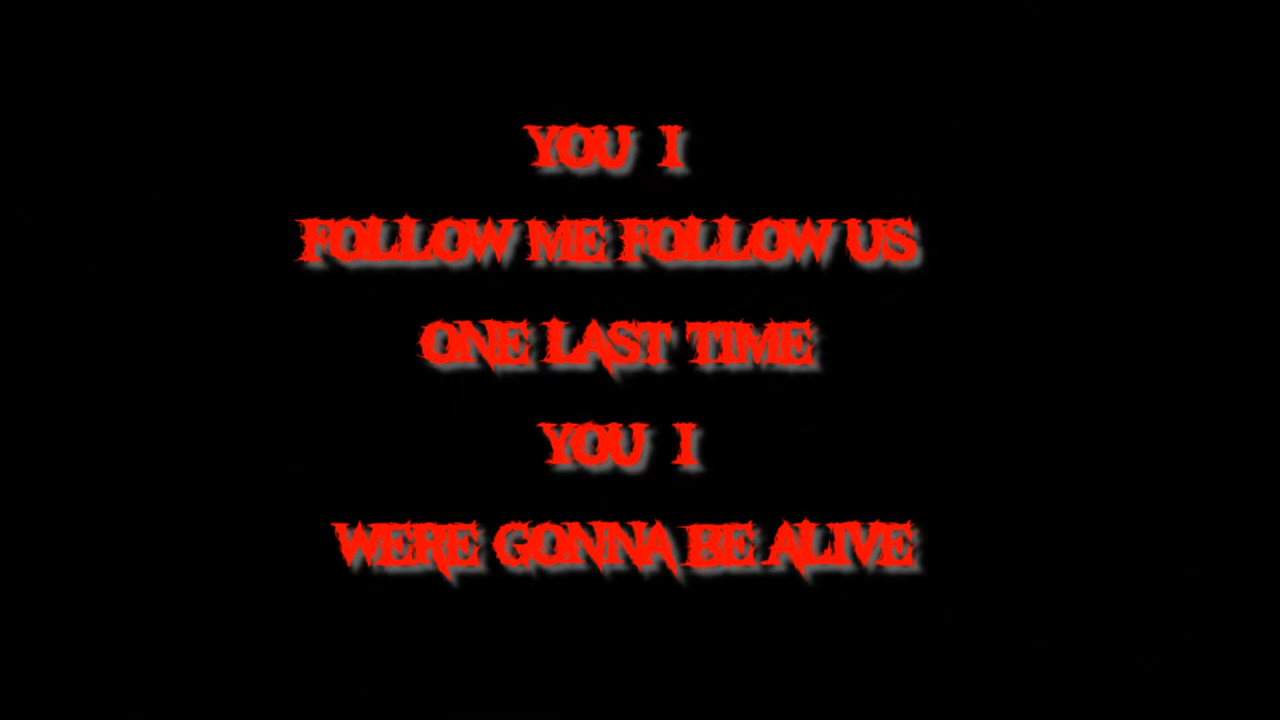 YOU I
FOLLOW ME FOLLOW US
ONE LAST TIME
YOU I
WERE GONNA BE ALIVE